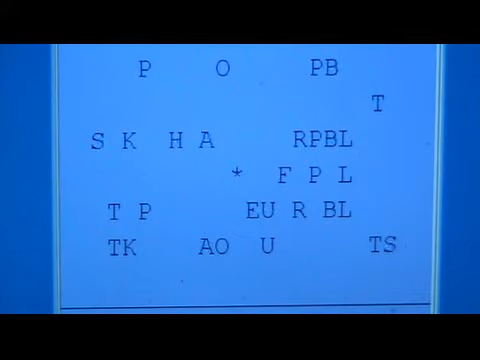 P O PB
T
S K H A RPBL
* F P L
T P EU R BL
TK AO U TS